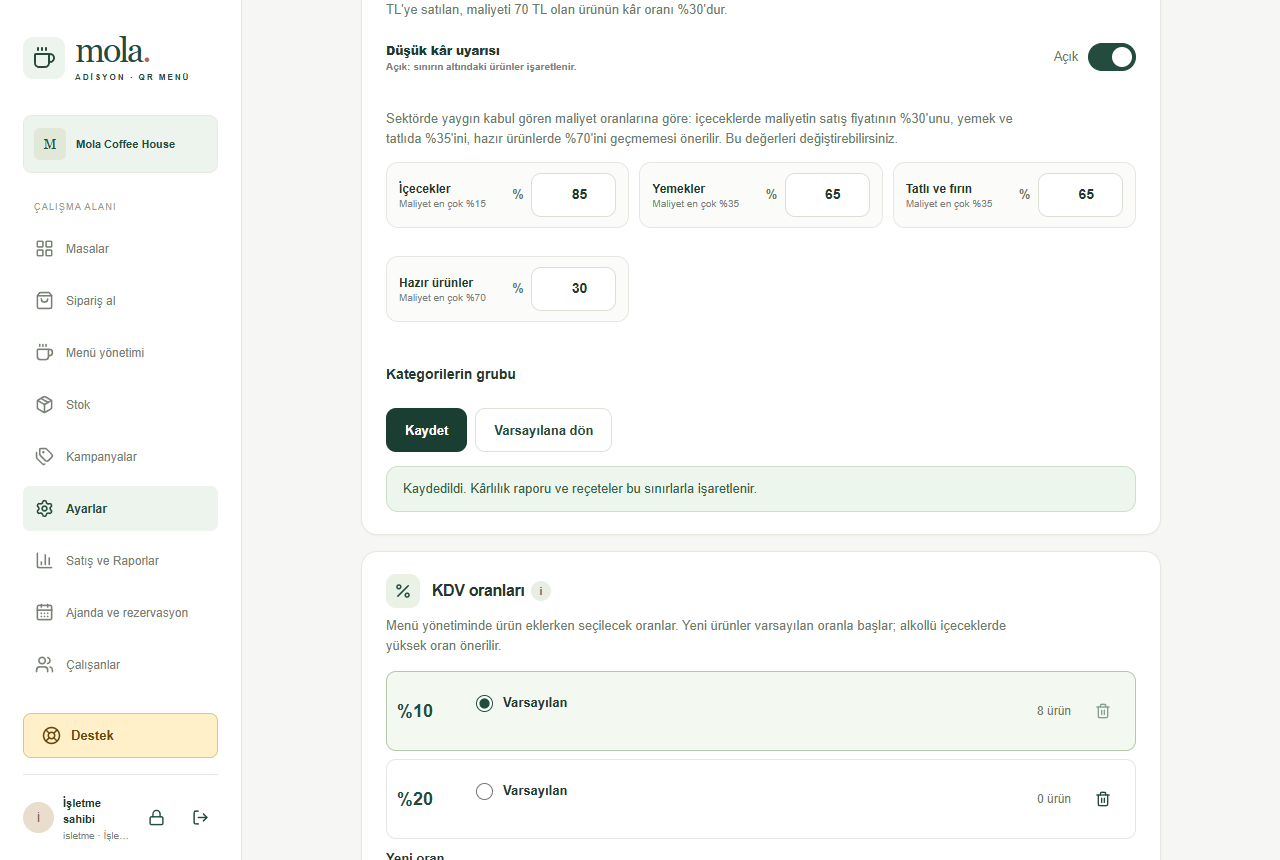 mola.
ADİSYON · QR MENÜ
M
Mola Coffee House
ÇALIŞMA ALANI
Masalar
Sipariş al
Menü yönetimi
Stok
Kampanyalar
Ayarlar
Satış ve Raporlar
Ajanda ve rezervasyon
Çalışanlar
Destek
i
İşletme
sahibi
isletme · İşle...
TL'ye satılan, maliyeti 70 TL olan ürünün kâr oranı %30'dur.
Düşük kâr uyarısı
Açık: sınırın altındaki ürünler işaretlenir.
Açık
Sektörde yaygın kabul gören maliyet oranlarına göre: içeceklerde maliyetin satış fiyatının %30'unu, yemek ve
tatlıda %35'ini, hazır ürünlerde %70'ini geçmemesi önerilir. Bu değerleri değiştirebilirsiniz.
İçecekler
Maliyet en çok %15
% 85
Yemekler
Maliyet en çok %35
% 65
Tatlı ve fırın
Maliyet en çok %35
% 65
Hazır ürünler
Maliyet en çok %70
% 30
Kategorilerin grubu
Kaydet
Varsayılana dön
Kaydedildi. Kârlılık raporu ve reçeteler bu sınırlarla işaretlenir.
KDV oranları i
Menü yönetiminde ürün eklerken seçilecek oranlar. Yeni ürünler varsayılan oranla başlar; alkollü içeceklerde
yüksek oran önerilir.
%10
Varsayılan
8 ürün
%20
Varsayılan
0 ürün
Yeni oran